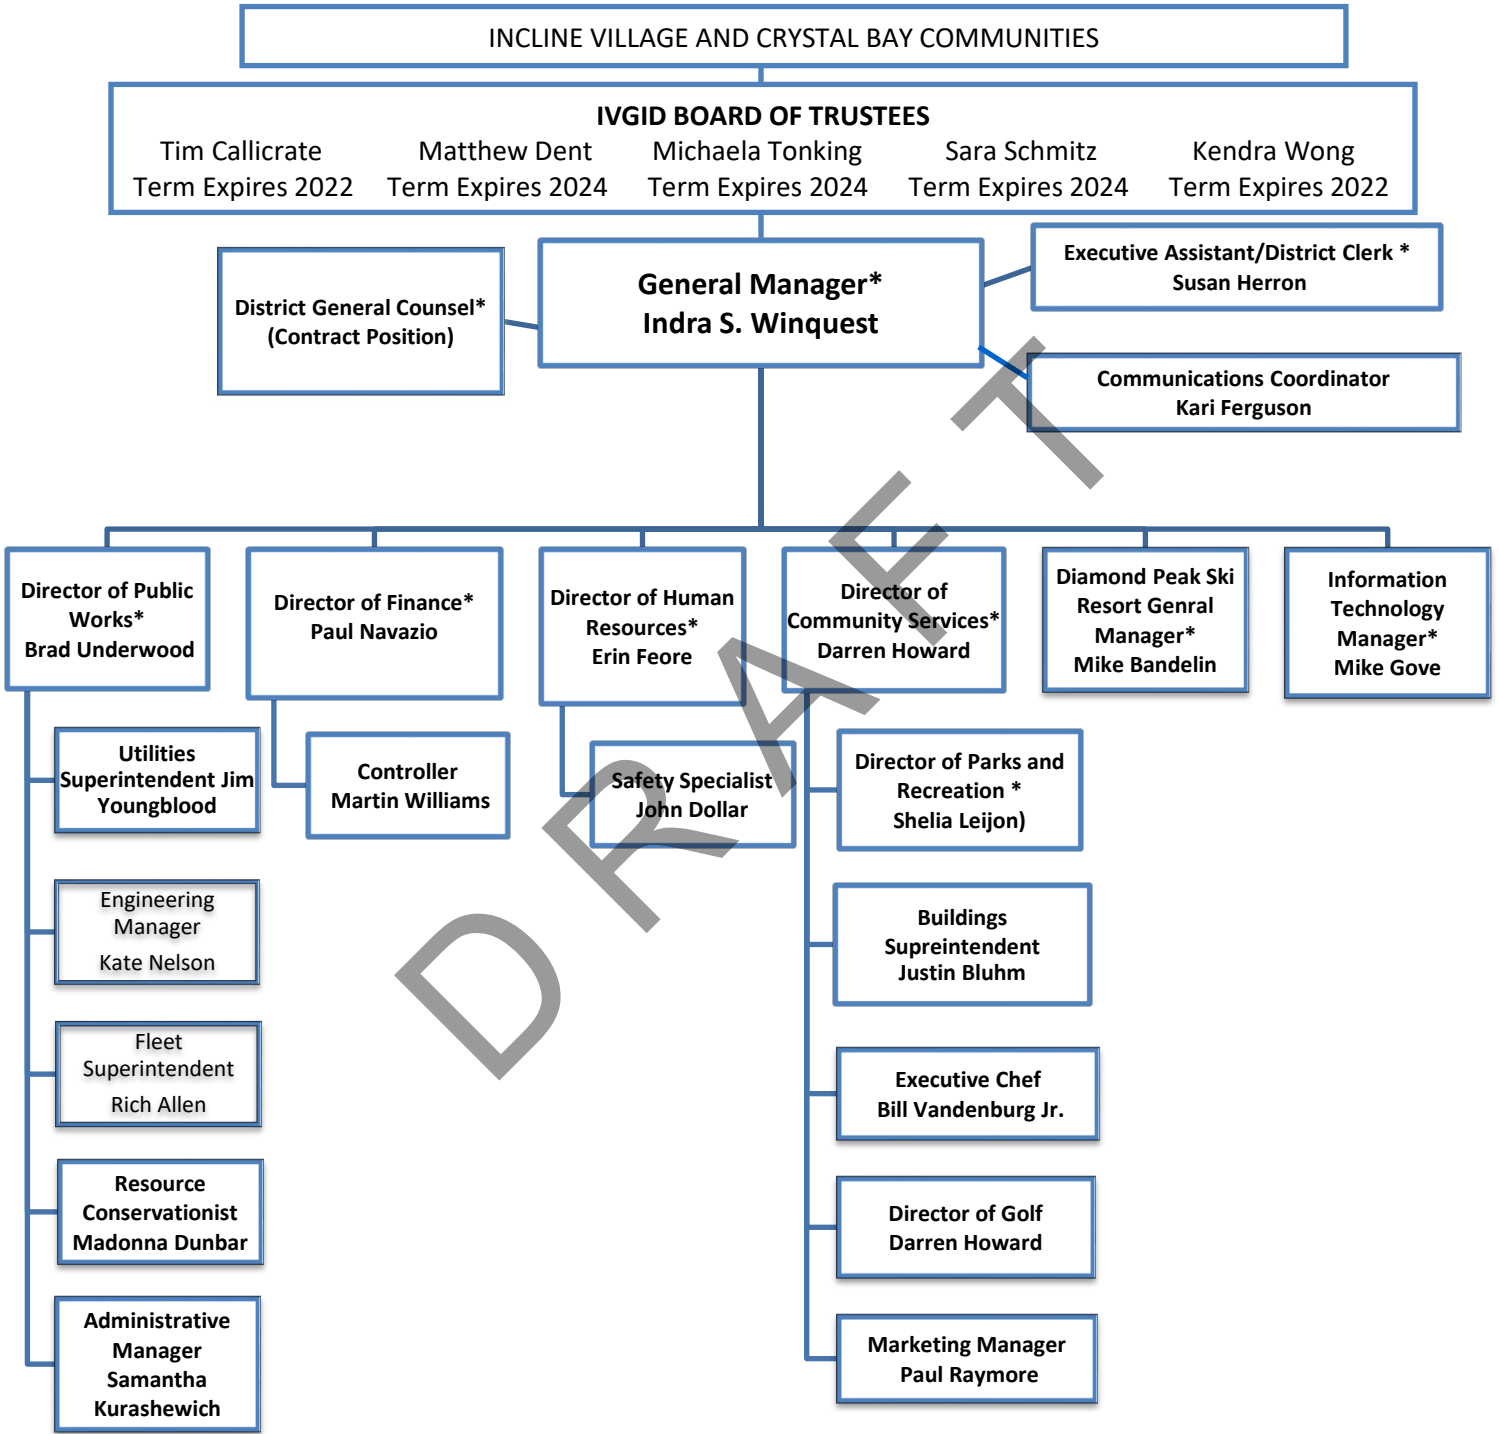 INCLINE VILLAGE AND CRYSTAL BAY COMMUNITIES
IVGID BOARD OF TRUSTEES
Tim Callicrate
Term Expires 2022
Matthew Dent
Term Expires 2024
Michaela Tonking
Term Expires 2024
Sara Schmitz
Term Expires 2024
Kendra Wong
Term Expires 2022
District General Counsel*
(Contract Position)
General Manager*
Indra S. Winquest
Executive Assistant/District Clerk *
Susan Herron
Communications Coordinator
Kari Ferguson
Director of Public
Works*
Brad Underwood
Director of Finance*
Paul Navazio
Director of Human
Resources*
Erin Feore
Director of
Community Services*
Darren Howard
Diamond Peak Ski
Resort Genral
Manager*
Mike Bandelin
Information
Technology
Manager*
Mike Gove
Utilities
Superintendent Jim
Youngblood
Engineering
Manager
Kate Nelson
Fleet
Superintendent
Rich Allen
Resource
Conservationist
Madonna Dunbar
Administrative
Manager
Samantha
Kurashewich
Controller
Martin Williams
Safety Specialist
John Dollar
Director of Parks and
Recreation *
Shelia Leijon)
Buildings
Supreintendent
Justin Bluhm
Executive Chef
Bill Vandenburg Jr.
Director of Golf
Darren Howard
Marketing Manager
Paul Raymore
DRAFT